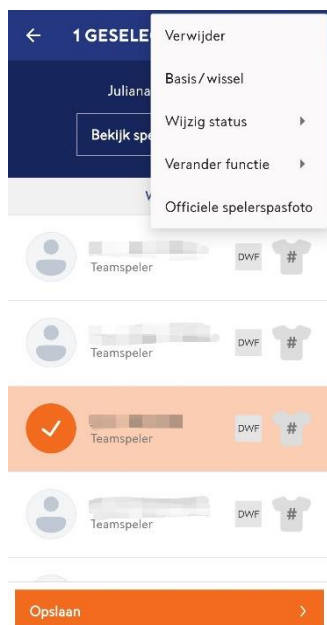 1 GESELE
Verwijder
Basis/wissel
Juliana
Wijzig status
Bekijk spe
Verander functie
Officiele spelerspasfoto
DWF #
Teamspeler
DWF #
Teamspeler
DWF #
Teamspeler
DWF #
Teamspeler
Opslaan